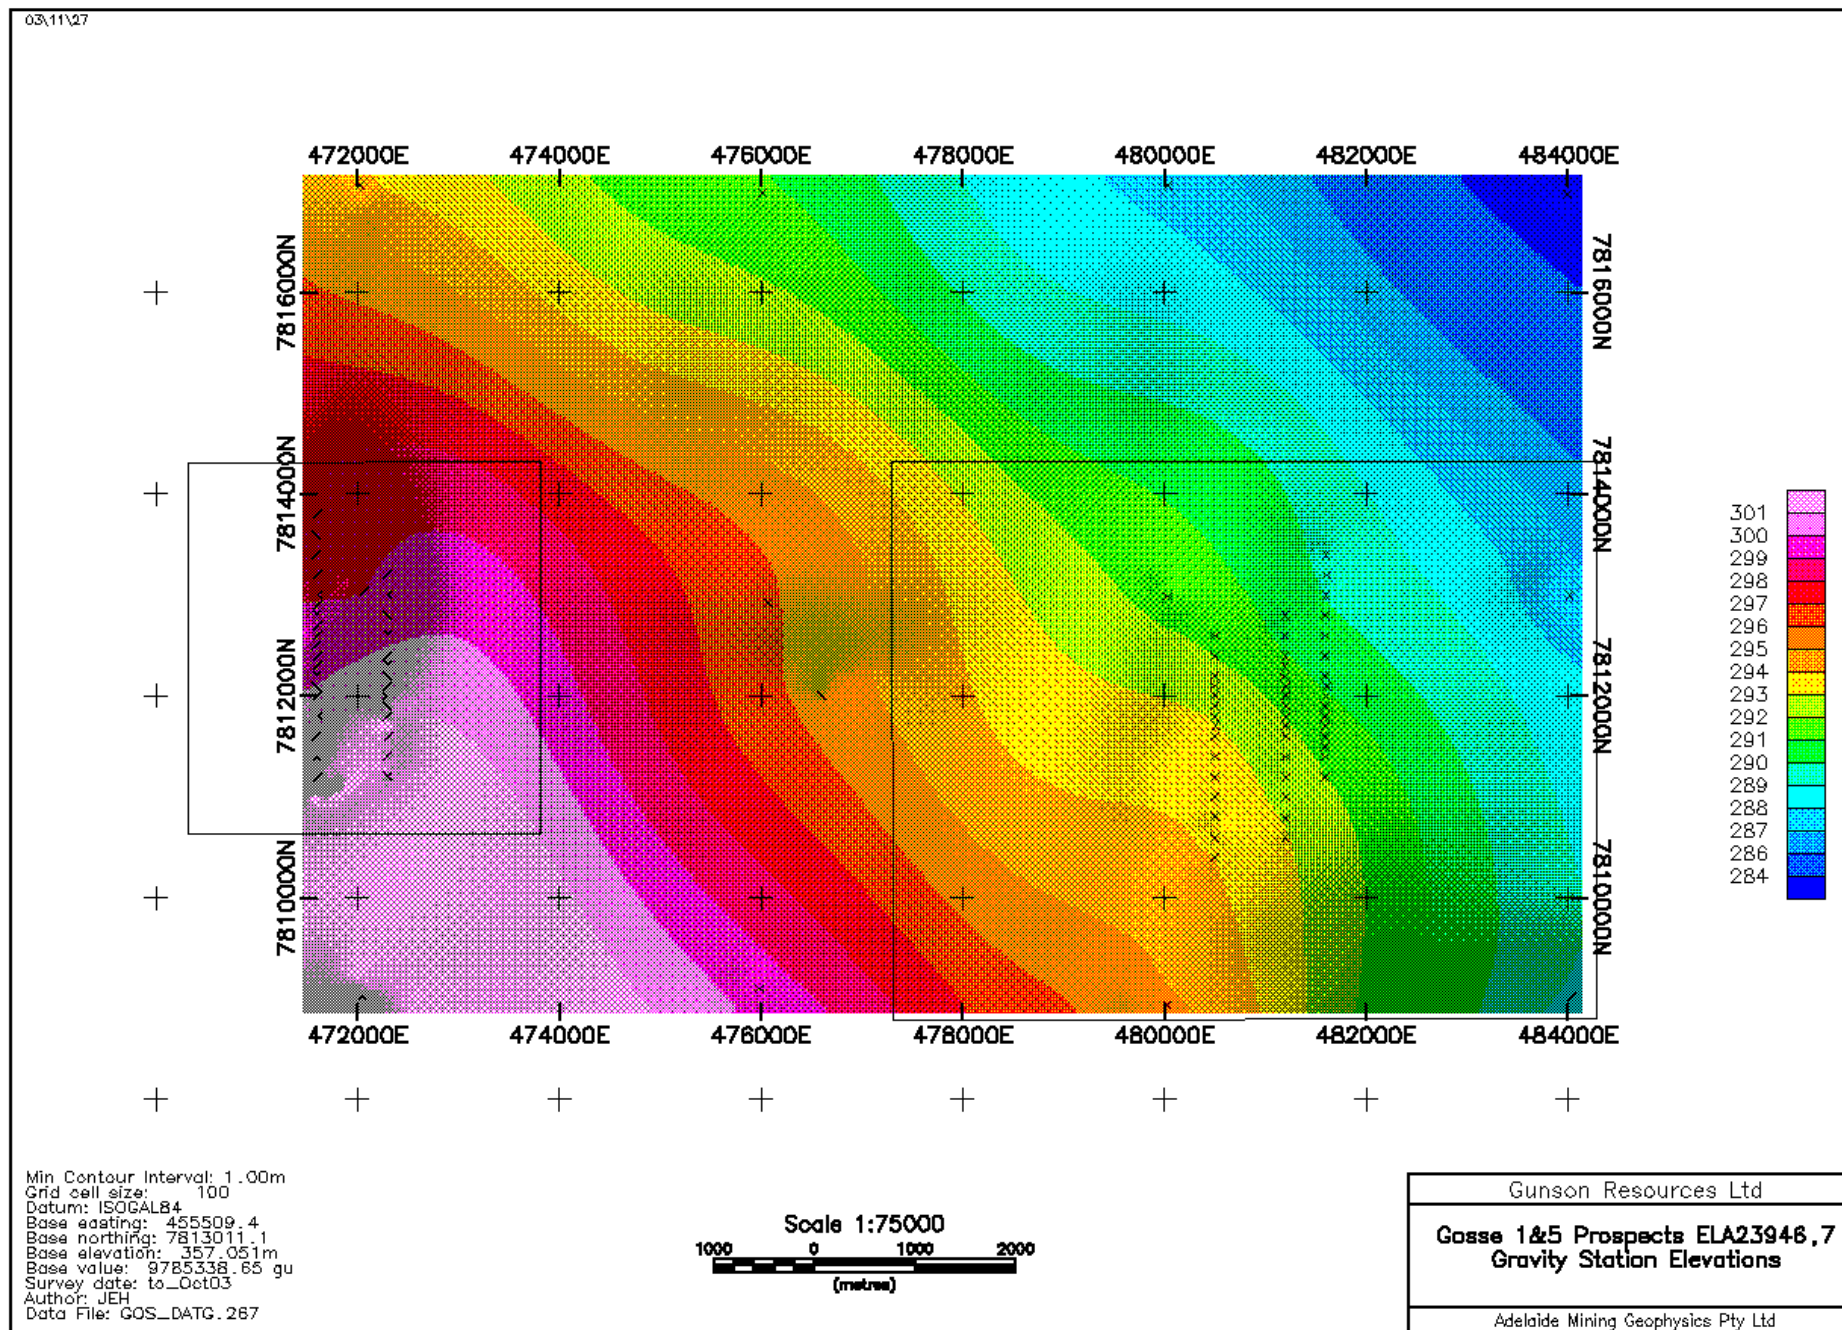 03\11\27
472000E 474000E 476000E 478000E 480000E 482000E 484000E
7816000N 7816000N
7814000N 7814000N
7812000N 7812000N
7810000N 7810000N
301
300
299
298
297
296
295
294
293
292
291
290
289
288
287
286
284
472000E 474000E 476000E 478000E 480000E 482000E 484000E
Min Contour Interval: 1.00m
Grid cell size: 100
Datum: ISOGAL84
Base easting: 455509.4
Base northing: 7813011.1
Base elevation: 357.051m
Base value: 9785338.65 gu
Survey date: to_Oct03
Author: JEH
Data File: GOS_DATG.267
Scale 1:75000
1000 0 1000 2000
(metres)
Gunson Resources Ltd
Gosse 1&5 Prospects ELA23946,7
Gravity Station Elevations
Adelaide Mining Geophysics Pty Ltd